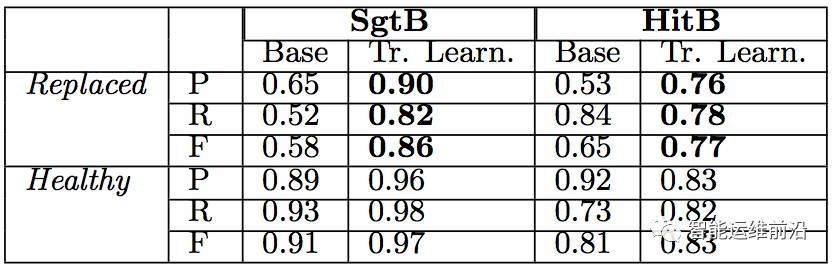 SgtB HitB
Base Tr. Learn. Base Tr. Learn.
Replaced P 0.65 0.90 0.53 0.76
R 0.52 0.82 0.84 0.78
F 0.58 0.86 0.65 0.77
Healthy P 0.89 0.96 0.92 0.83
R 0.93 0.98 0.73 0.82
F 0.91 0.97 0.81 0.83
智能运维前沿